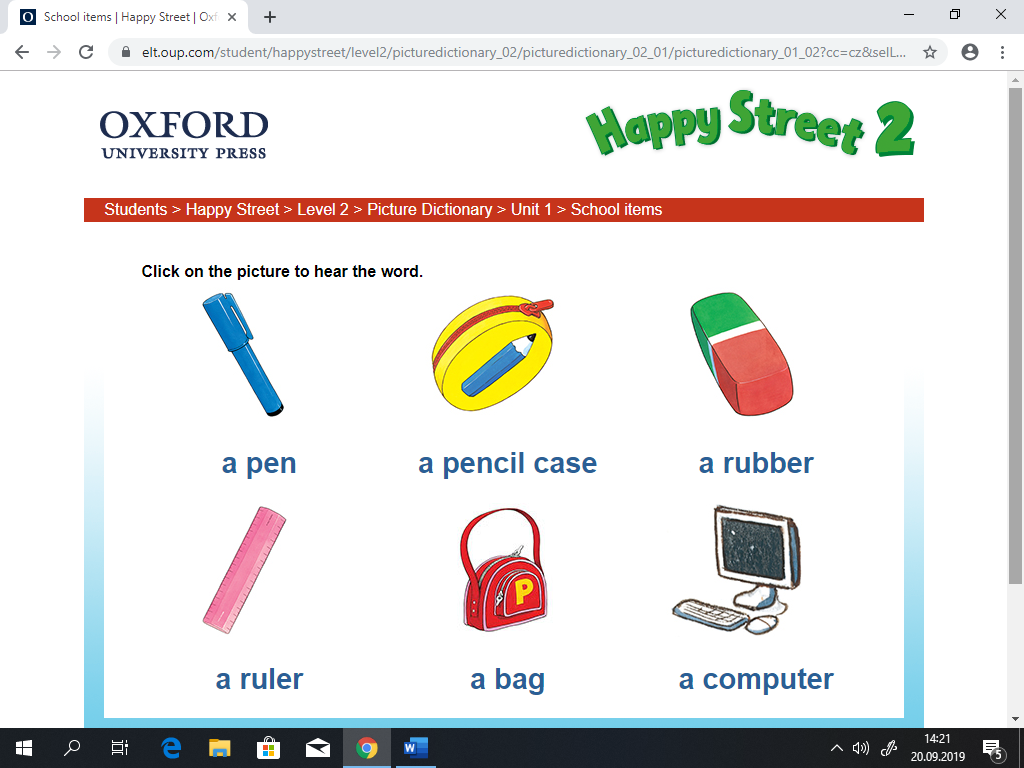 School items | Happy Street | Oxf
elt.oup.com/student/happystreet/level2/picturedictionary_02/picturedictionary_02_01/picturedictionary_01_02?cc=cz&selL...
OXFORD
UNIVERSITY PRESS
Happy Street 2
Students > Happy Street > Level 2 > Picture Dictionary > Unit 1 > School items
Click on the picture to hear the word.
a pen a pencil case a rubber
P
a ruler a bag a computer
14:21
20.09.2019
5